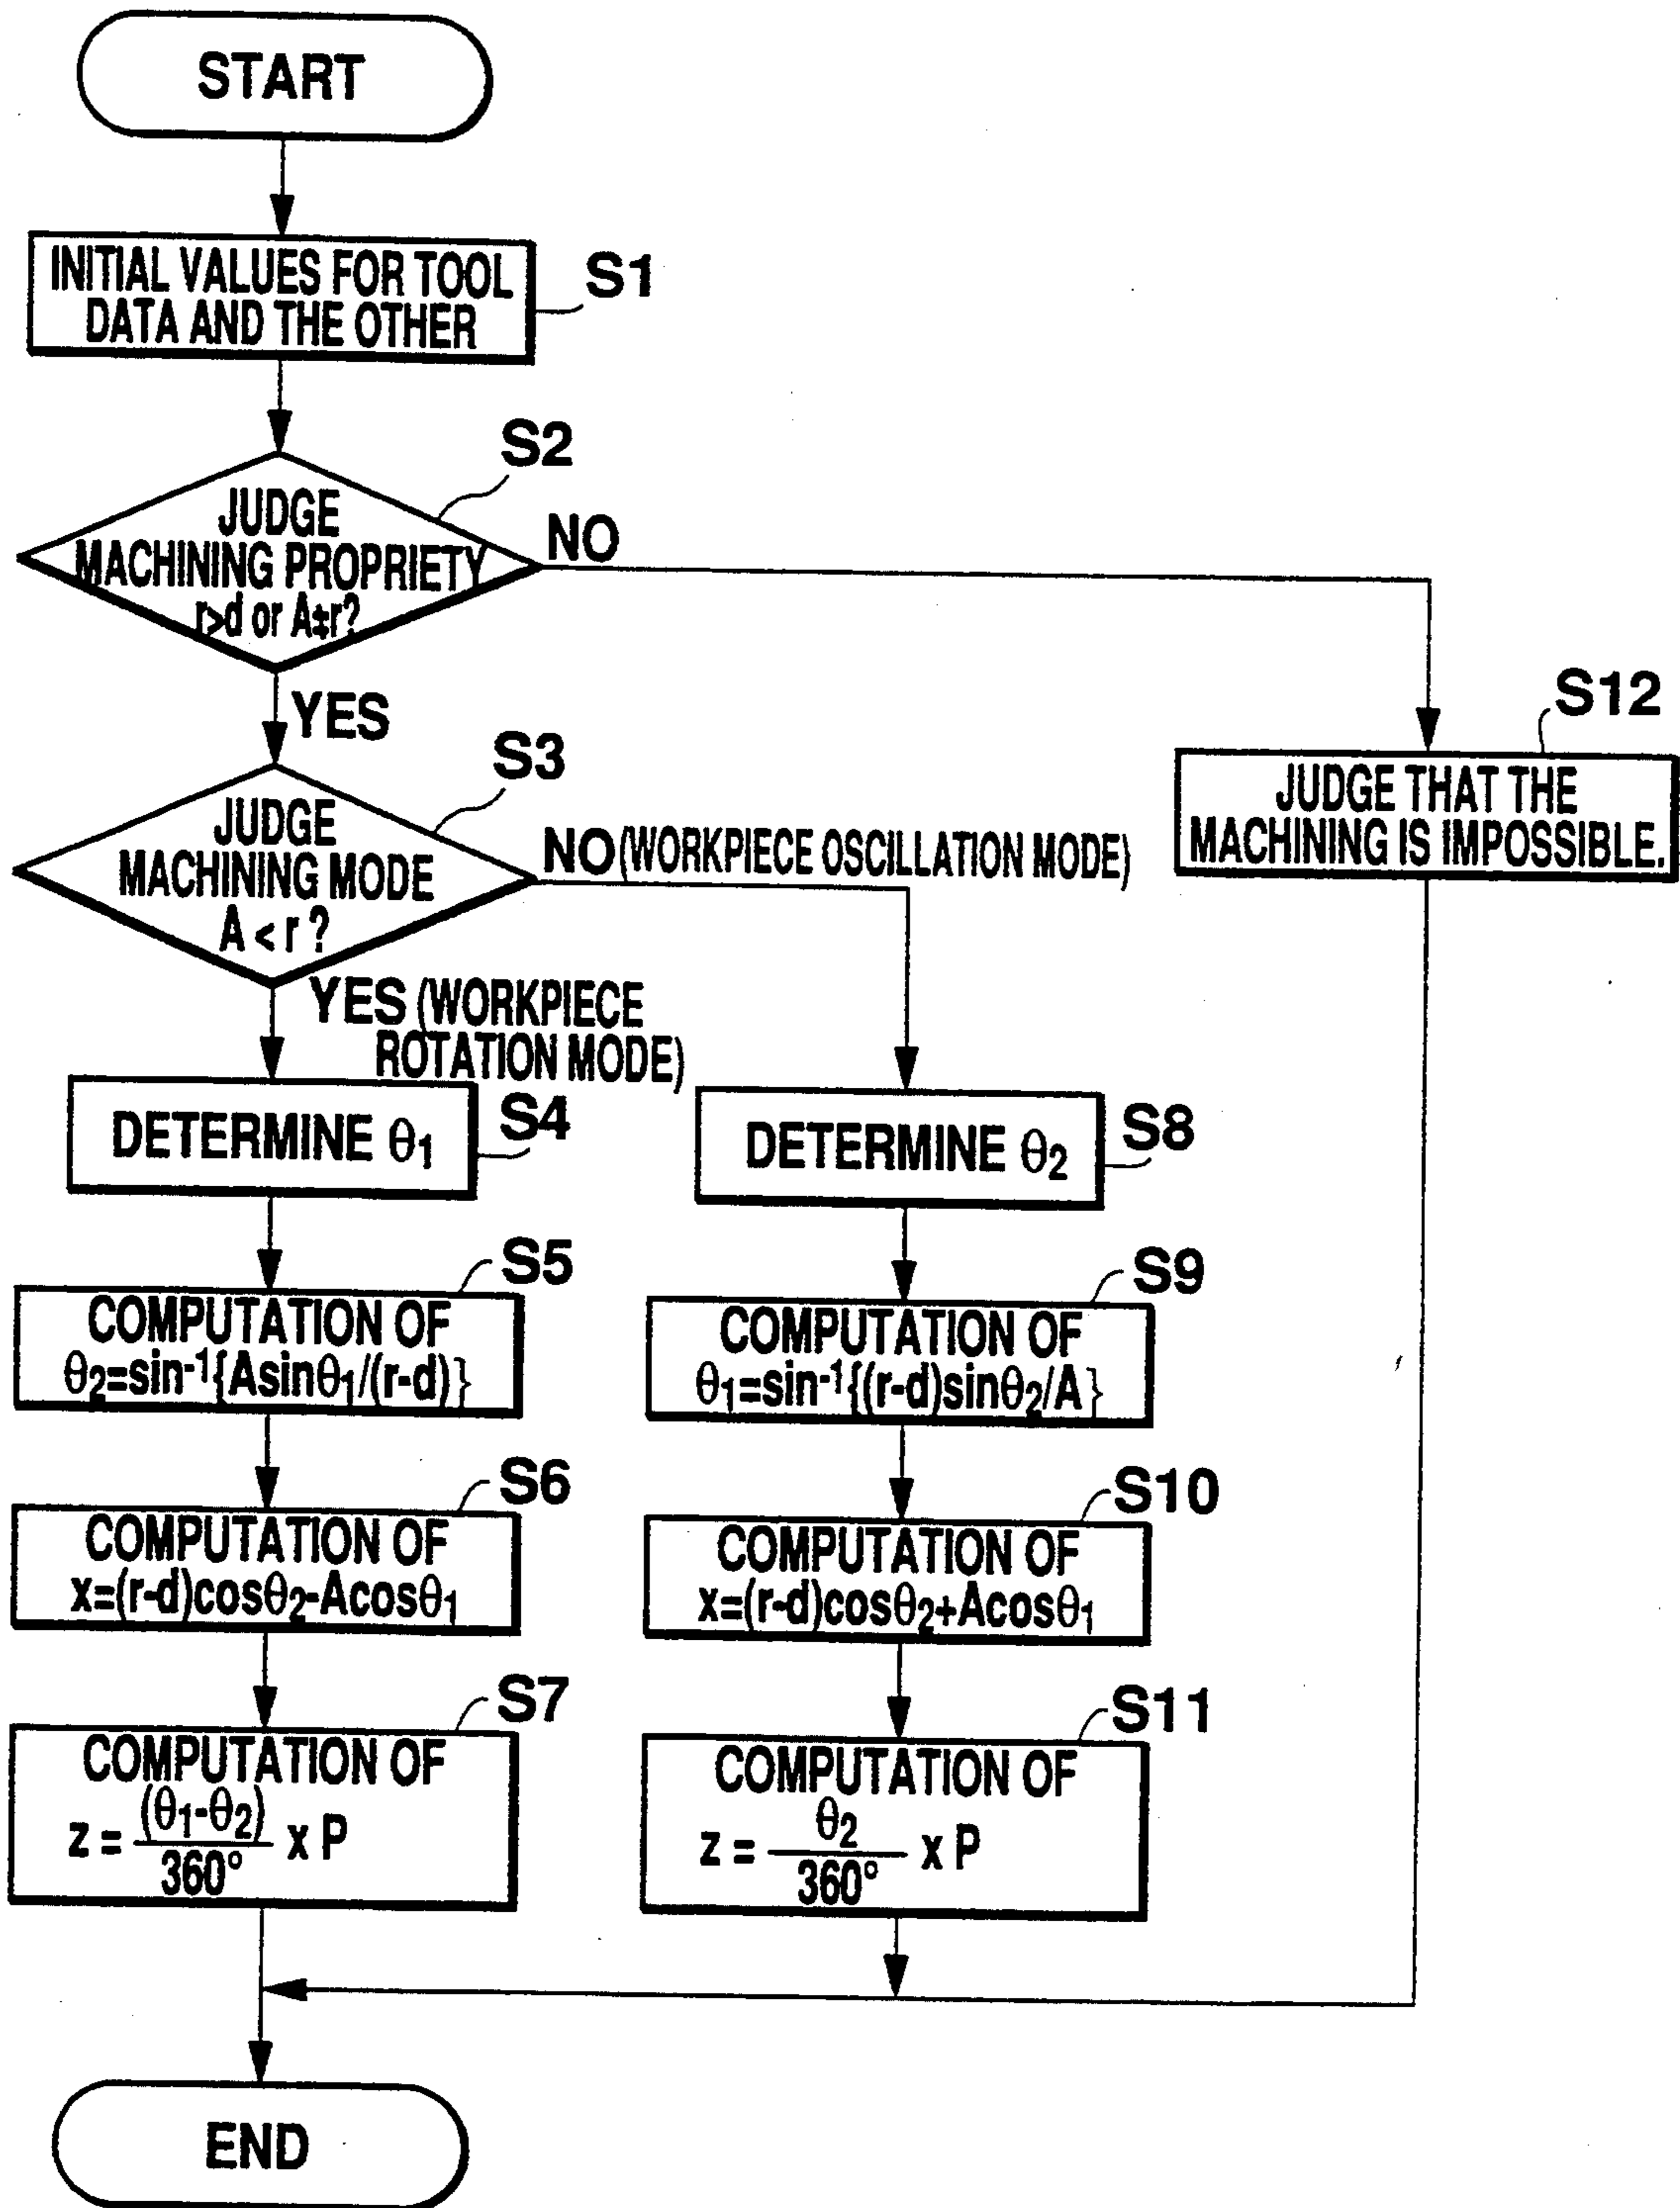 START
INITIAL VALUES FOR TOOL
DATA AND THE OTHER
S1
S2
JUDGE
MACHINING PROPRIETY
r>d or A‡r?
NO
YES
S3
JUDGE
MACHINING MODE
A < r ?
NO (WORKPIECE OSCILLATION MODE)
S12
JUDGE THAT THE
MACHINING IS IMPOSSIBLE.
YES (WORKPIECE
ROTATION MODE)
DETERMINE θ1
S4
DETERMINE θ2
S8
S5
COMPUTATION OF
θ2=sin-1{Asinθ1/(r-d)}
S9
COMPUTATION OF
θ1=sin-1{(r-d)sinθ2/A}
S6
COMPUTATION OF
x=(r-d)cosθ2-Acosθ1
S10
COMPUTATION OF
x=(r-d)cosθ2+Acosθ1
S7
COMPUTATION OF
z = (θ1-θ2)/360° x P
S11
COMPUTATION OF
z = θ2/360° x P
END